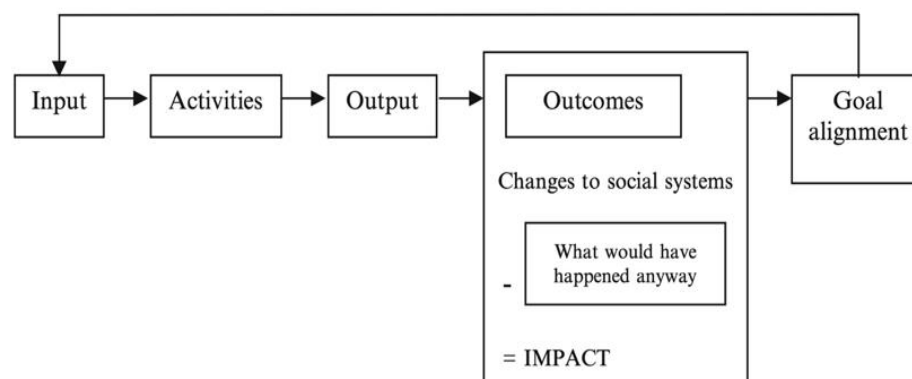 Input
Activities
Output
Outcomes
Changes to social systems
- What would have
happened anyway
= IMPACT
Goal
alignment